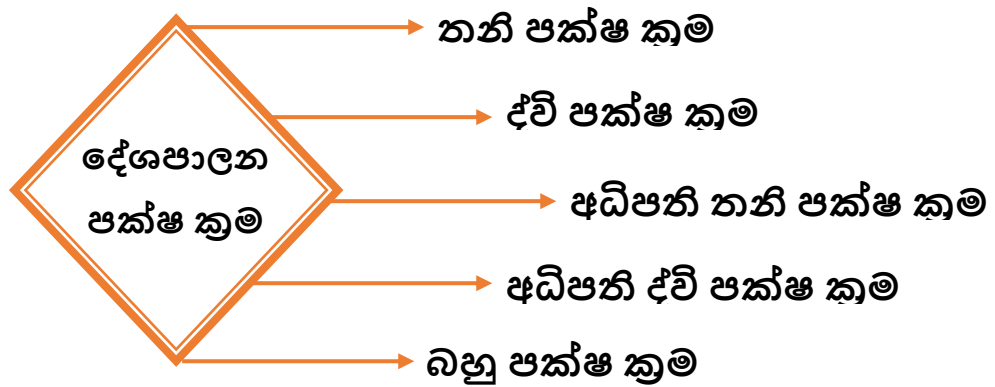 තනි පක්ෂ ක්‍රම
ද්වි පක්ෂ ක්‍රම
දේශපාලන
පක්ෂ ක්‍රම
අධිපති තනි පක්ෂ ක්‍රම
අධිපති ද්වි පක්ෂ ක්‍රම
බහු පක්ෂ ක්‍රම